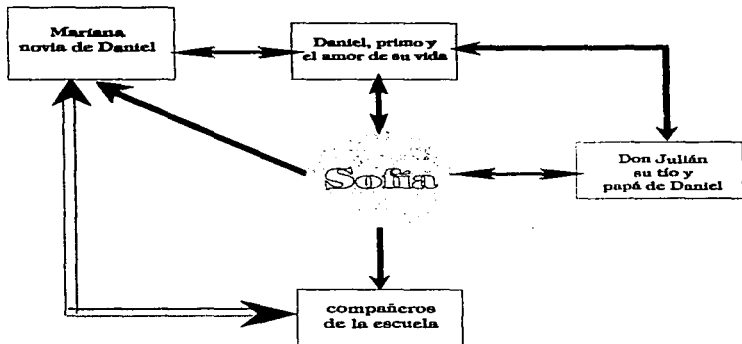 Mariana
novia de Daniel
Daniel, primo y
el amor de su vida
Sofía
Don Julián
su tío y
papá de Daniel
compañeros
de la escuela